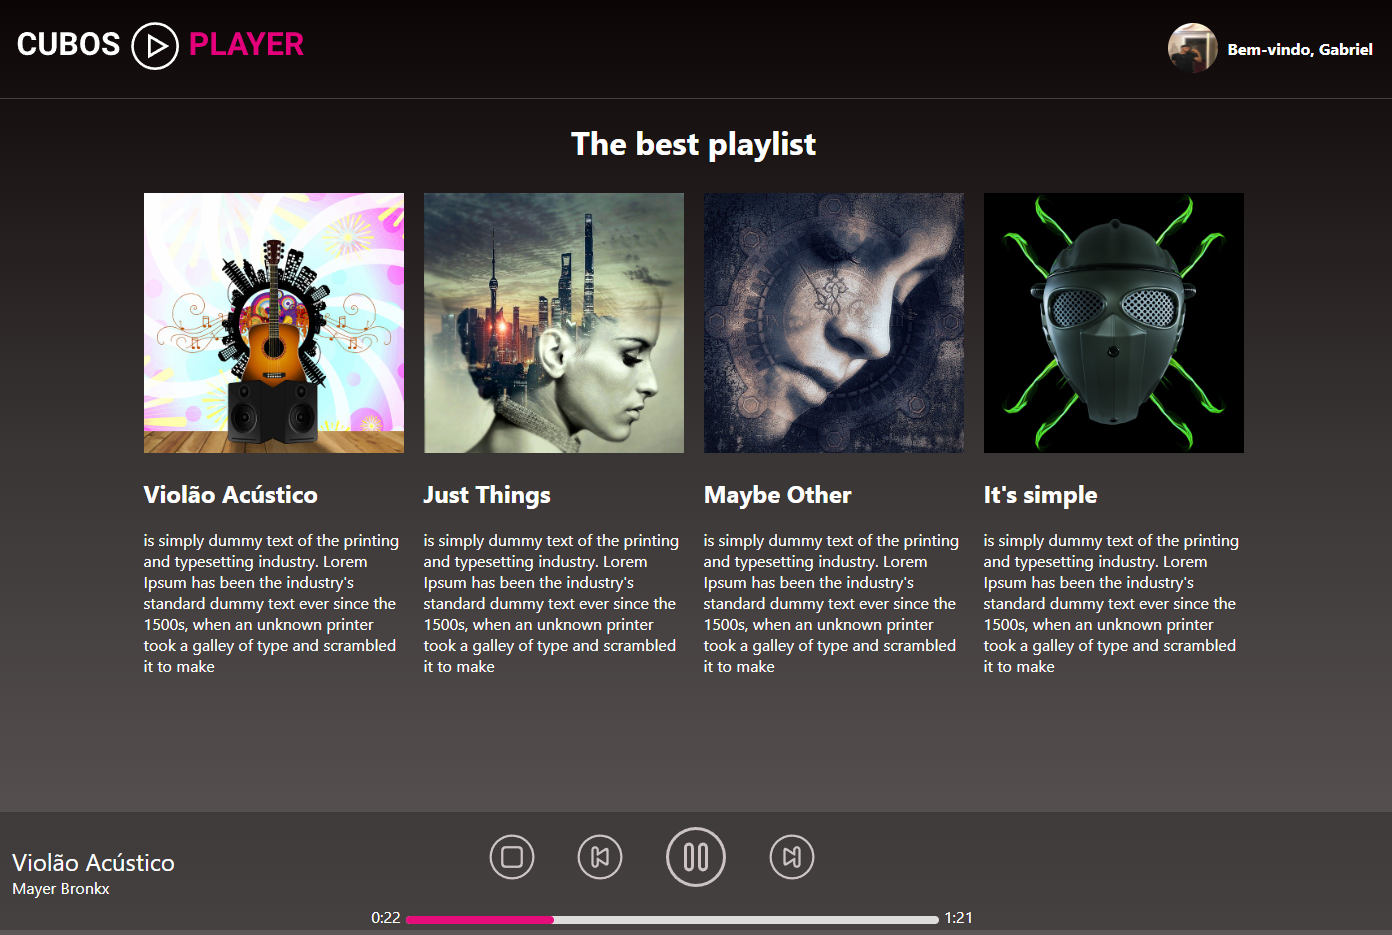 CUBOS PLAYER
Bem-vindo, Gabriel
The best playlist
Violão Acústico
is simply dummy text of the printing
and typesetting industry. Lorem
Ipsum has been the industry's
standard dummy text ever since the
1500s, when an unknown printer
took a galley of type and scrambled
it to make
Just Things
is simply dummy text of the printing
and typesetting industry. Lorem
Ipsum has been the industry's
standard dummy text ever since the
1500s, when an unknown printer
took a galley of type and scrambled
it to make
Maybe Other
is simply dummy text of the printing
and typesetting industry. Lorem
Ipsum has been the industry's
standard dummy text ever since the
1500s, when an unknown printer
took a galley of type and scrambled
it to make
It's simple
is simply dummy text of the printing
and typesetting industry. Lorem
Ipsum has been the industry's
standard dummy text ever since the
1500s, when an unknown printer
took a galley of type and scrambled
it to make
Violão Acústico
Mayer Bronkx
0:22
1:21